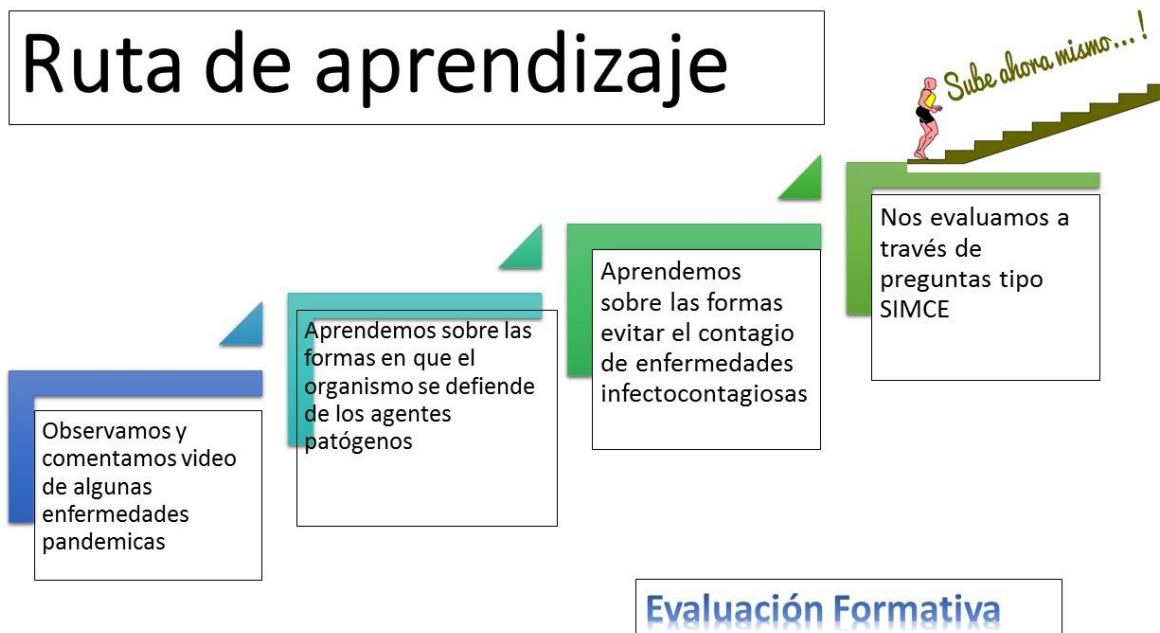 Ruta de aprendizaje
Sube ahora mismo...!
Observamos y
comentamos video
de algunas
enfermedades
pandemicas
Aprendemos sobre las
formas en que el
organismo se defiende
de los agentes
patógenos
Aprendemos
sobre las formas
evitar el contagio
de enfermedades
infectocontagiosas
Nos evaluamos a
través de
preguntas tipo
SIMCE
Evaluación Formativa